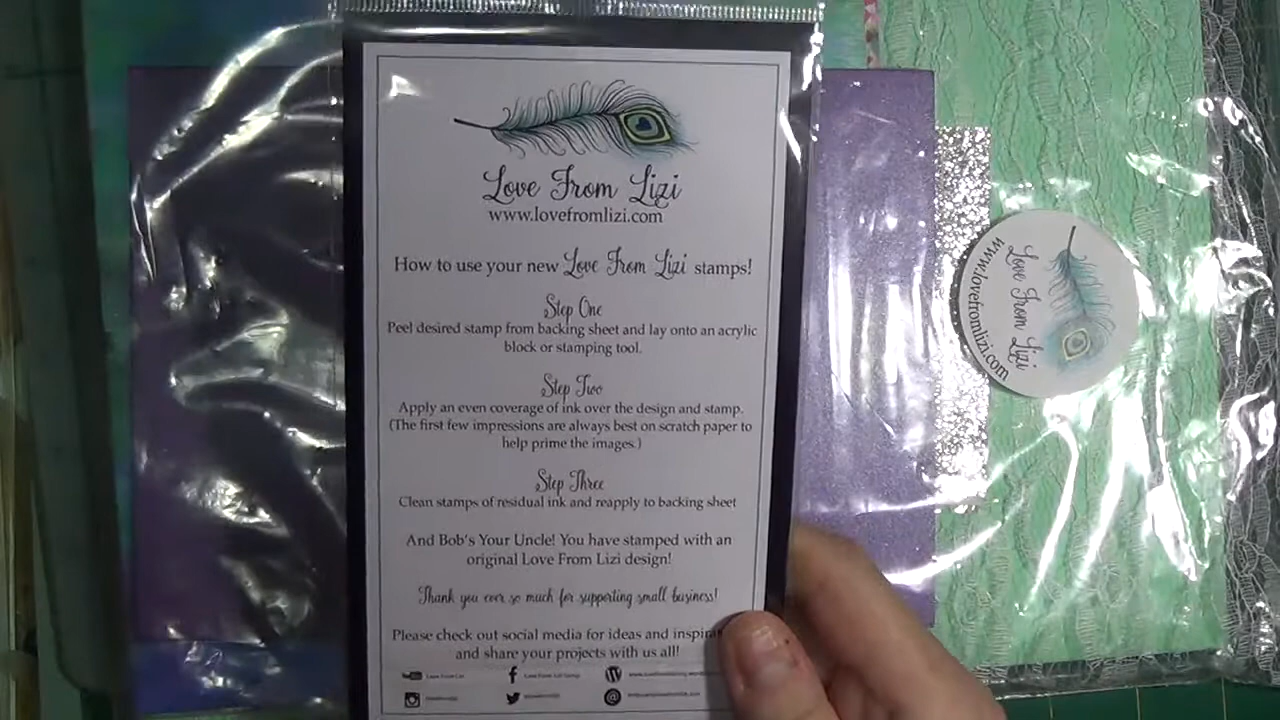 Love From Lizi
www.lovefromlizi.com
How to use your new Love From Lizi stamps!
Step One
Peel desired stamp from backing sheet and lay onto an acrylic
block or stamping tool.
Step Two
Apply an even coverage of ink over the design and stamp.
(The first few impressions are always best on scratch paper to
help prime the images.)
Step Three
Clean stamps of residual ink and reapply to backing sheet
And Bob's Your Uncle! You have stamped with an
original Love From Lizi design!
Thank you ever so much for supporting small business!
Please check out social media for ideas and
and share your projects with us all!
Love From Lizi
www.lovefromlizi.com